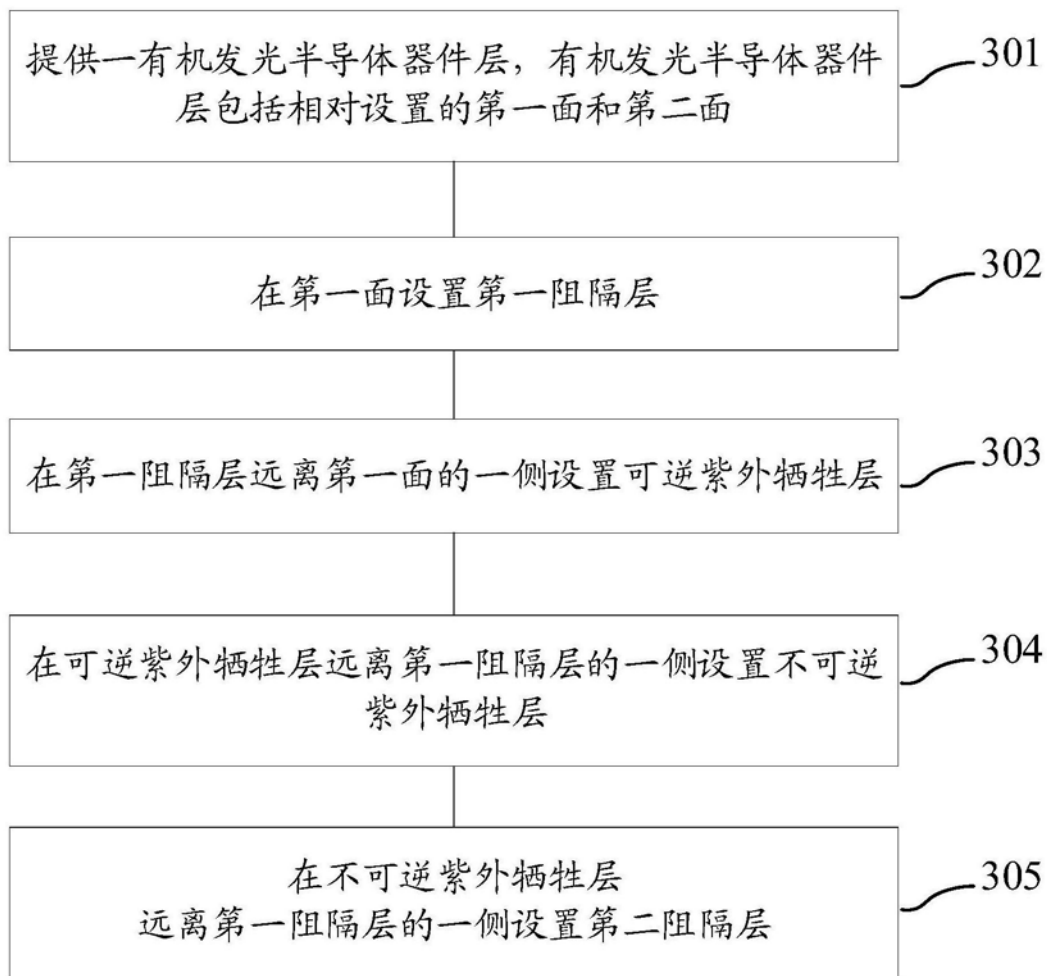 提供一有机发光半导体器件层，有机发光半导体器件
层包括相对设置的第一面和第二面
301
在第一面设置第一阻隔层
302
在第一阻隔层远离第一面的一侧设置可逆紫外牺牲层
303
在可逆紫外牺牲层远离第一阻隔层的一侧设置不可逆
紫外牺牲层
304
在不可逆紫外牺牲层
远离第一阻隔层的一侧设置第二阻隔层
305